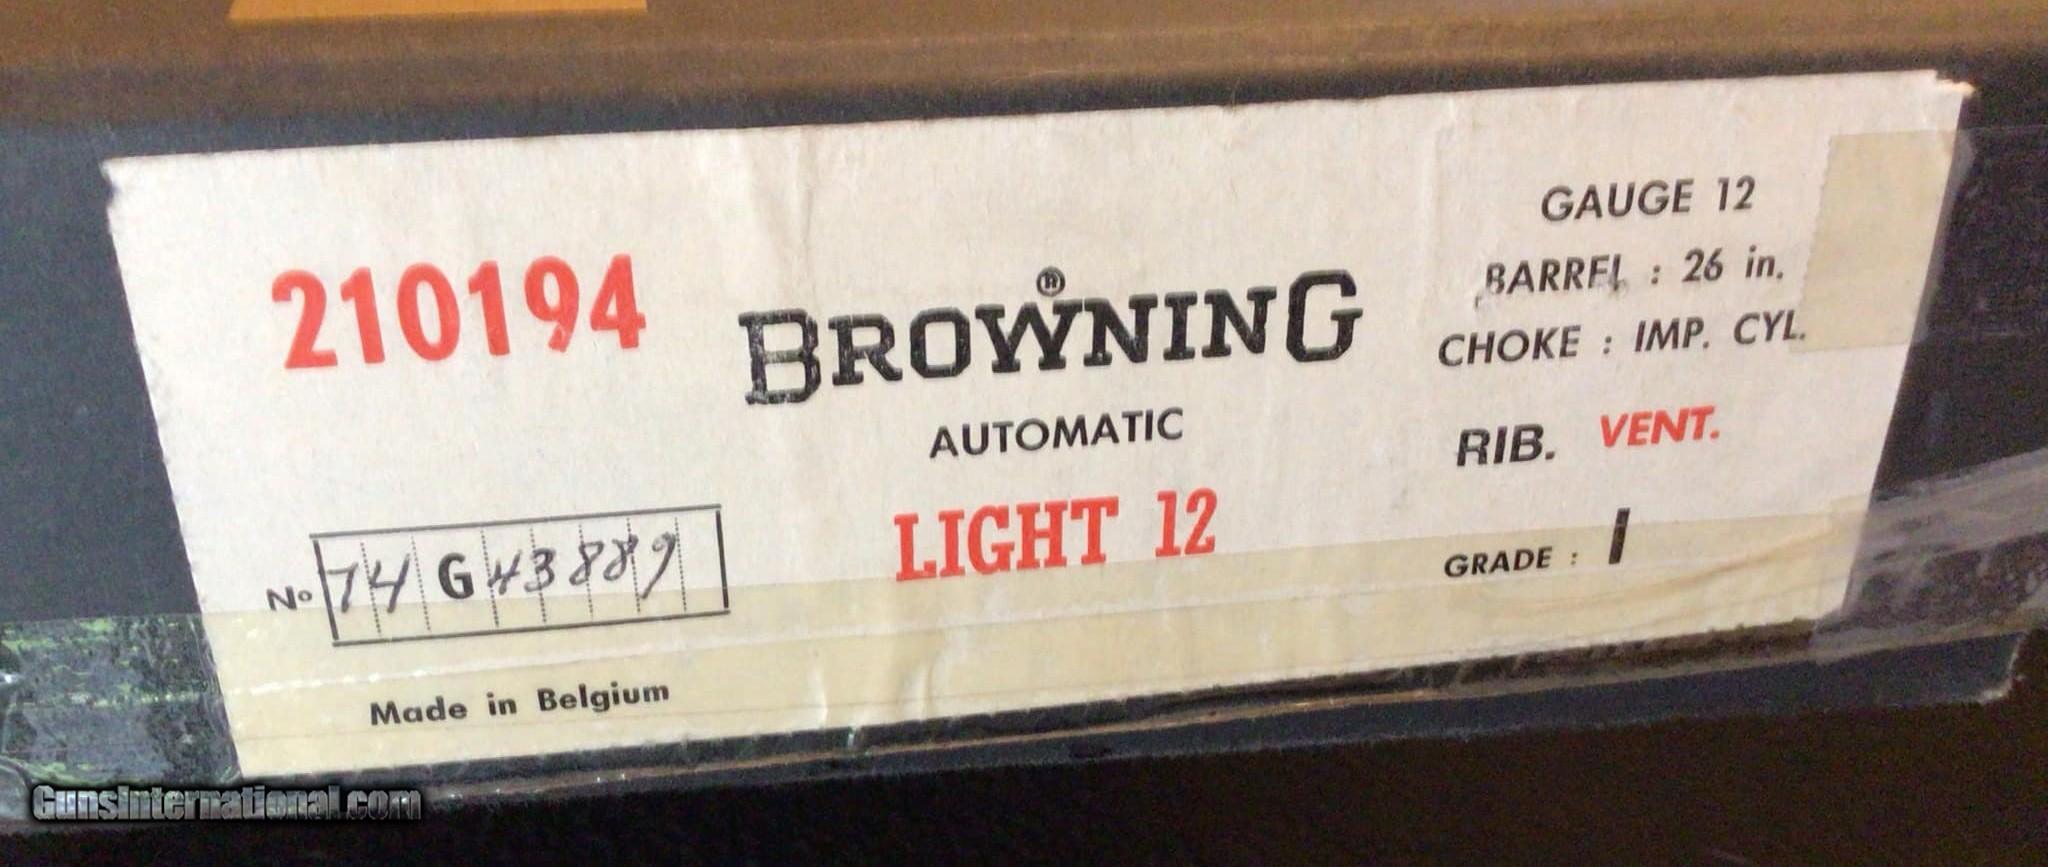 210194
No 74 G 43889
Made in Belgium
BROWNING ®
AUTOMATIC
LIGHT 12
GAUGE 12
BARREL : 26 in.
CHOKE : IMP. CYL.
RIB. VENT.
GRADE : I
GunsInternational.com